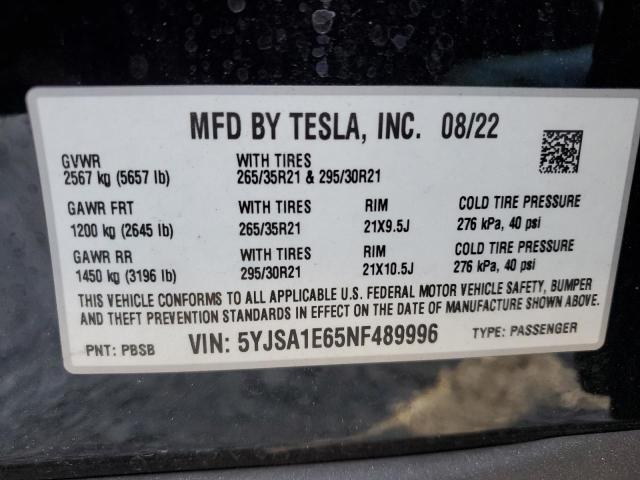 MFD BY TESLA, INC. 08/22
GVWR WITH TIRES
2567 kg (5657 lb) 265/35R21 & 295/30R21
GAWR FRT WITH TIRES RIM COLD TIRE PRESSURE
1200 kg (2645 lb) 265/35R21 21X9.5J 276 kPa, 40 psi
GAWR RR WITH TIRES RIM COLD TIRE PRESSURE
1450 kg (3196 lb) 295/30R21 21X10.5J 276 kPa, 40 psi
THIS VEHICLE CONFORMS TO ALL APPLICABLE U.S. FEDERAL MOTOR VEHICLE SAFETY, BUMPER
AND THEFT PREVENTION STANDARDS IN EFFECT ON THE DATE OF MANUFACTURE SHOWN ABOVE.
PNT: PBSB VIN: 5YJSA1E65NF489996 TYPE: PASSENGER